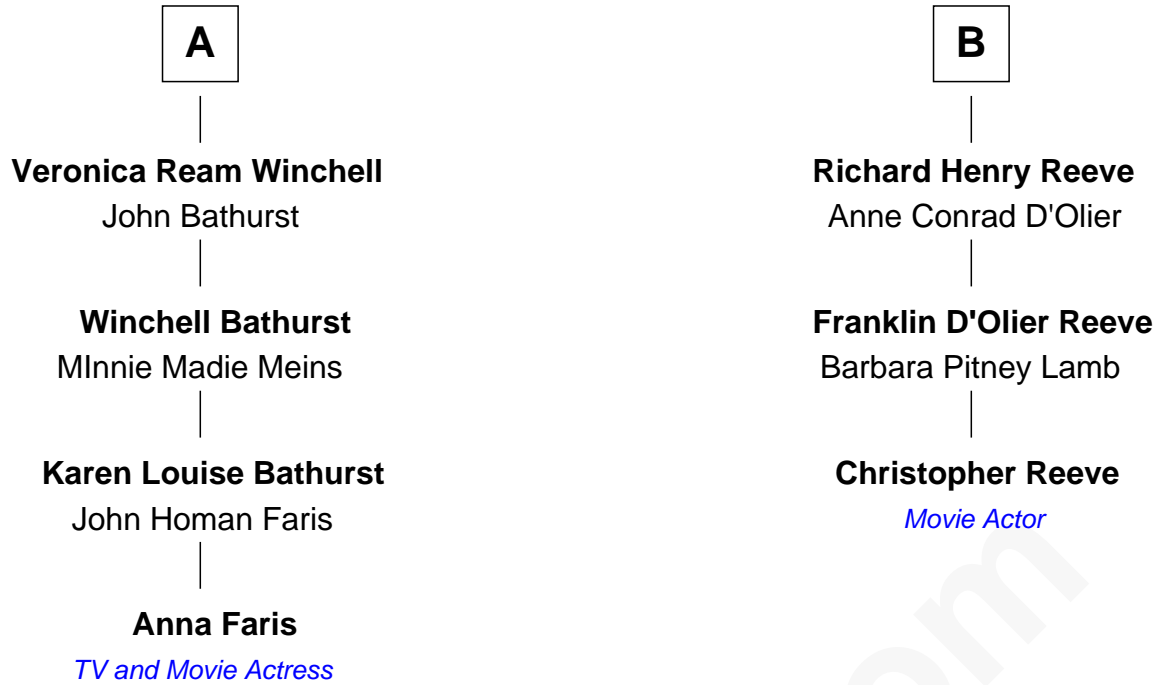 A
Veronica Ream Winchell
John Bathurst
Winchell Bathurst
MInnie Madie Meins
Karen Louise Bathurst
John Homan Faris
Anna Faris
TV and Movie Actress
B
Richard Henry Reeve
Anne Conrad D'Olier
Franklin D'Olier Reeve
Barbara Pitney Lamb
Christopher Reeve
Movie Actor
om